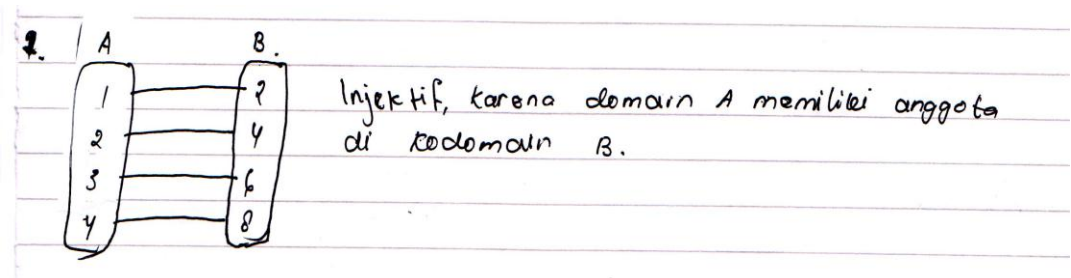 1. A B.
1 2
2 4
3 6
4 8
Injektif, karena domain A memiliki anggota
di kodomain B.